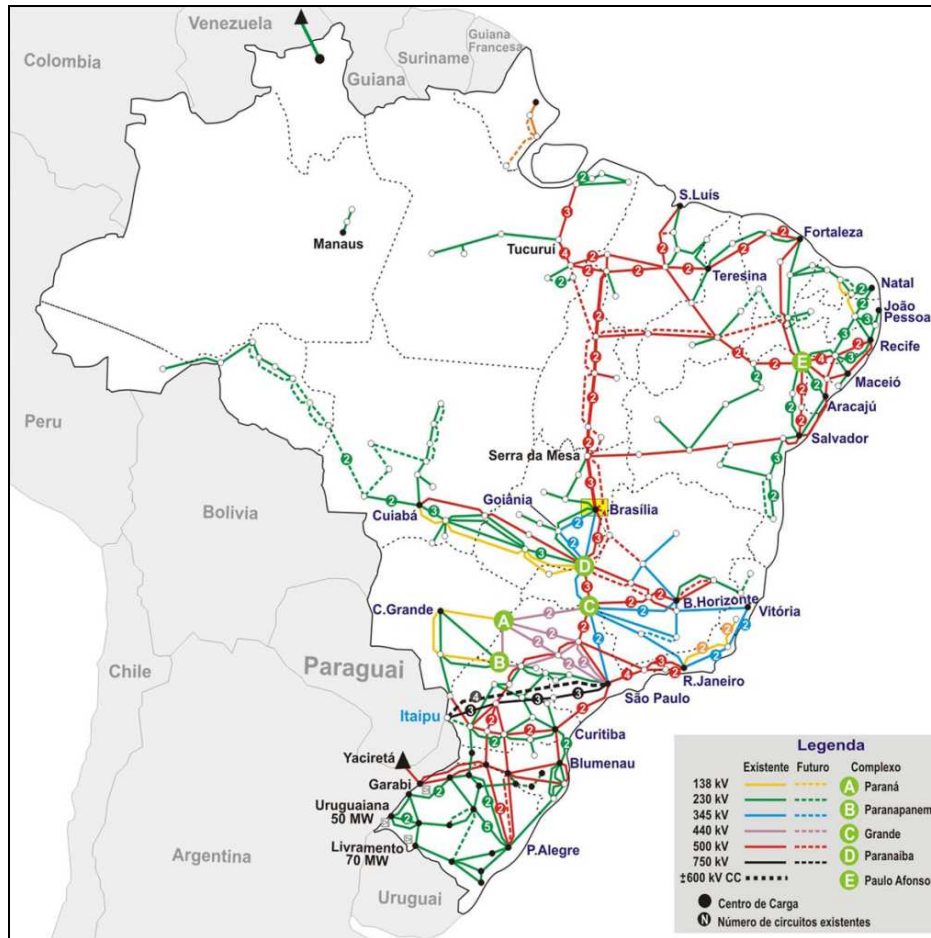 Venezuela
Guiana
Francesa
Suriname
Colombia
Guiana
S.Luís
Manaus
Tucuruí
Fortaleza
Teresina
Natal
João
Pessoa
Recife
Peru
Maceió
Aracajú
Salvador
Serra da Mesa
Bolívia
Cuiabá
Goiânia
Brasília
D
C.Grande
A
C
B.Horizonte
Vitória
B
E
Chile
Paraguai
R.Janeiro
São Paulo
Itaipu
Curitiba
Yaciretá
Blumenau
Garabi
Uruguaiana
50 MW
Livramento
70 MW
P.Alegre
Argentina
Uruguai
Legenda
Existente Futuro Complexo
138 kV A Paraná
230 kV B Paranapanem
345 kV
440 kV C Grande
500 kV D Paranaíba
750 kV
±600 kV CC E Paulo Afonso
Centro de Carga
N Número de circuitos existentes